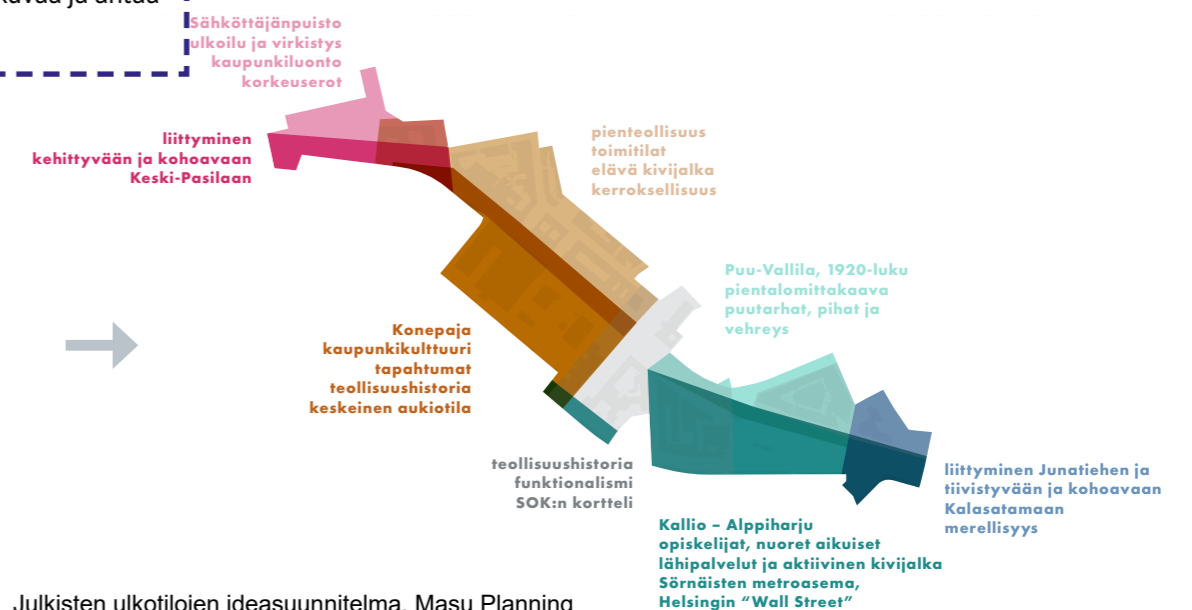 Sähköttäjänpuisto
ulkoilu ja virkistys
kaupunkiluonto
korkeuserot
liittyminen
kehittyvään ja kohoavaan
Keski-Pasilaan
pienteollisuus
toimitilat
elävä kivijalka
kerroksellisuus
Puu-Vallila, 1920-luku
pientalomittakaava
puutarhat, pihat ja
vehreys
Konepaja
kaupunkikulttuuri
tapahtumat
teollisuushistoria
keskeinen aukiotila
teollisuushistoria
funktionalismi
SOK:n kortteli
liittyminen Junatiehen ja
tiivistyvään ja kohoavaan
Kalasatamaan
merellisyys
Kallio – Alppiharju
opiskelijat, nuoret aikuiset
lähipalvelut ja aktiivinen kivijalka
Sörnäisten metroasema,
Helsingin “Wall Street”
Julkisten ulkotilojen ideasuunnitelma, Masu Planning